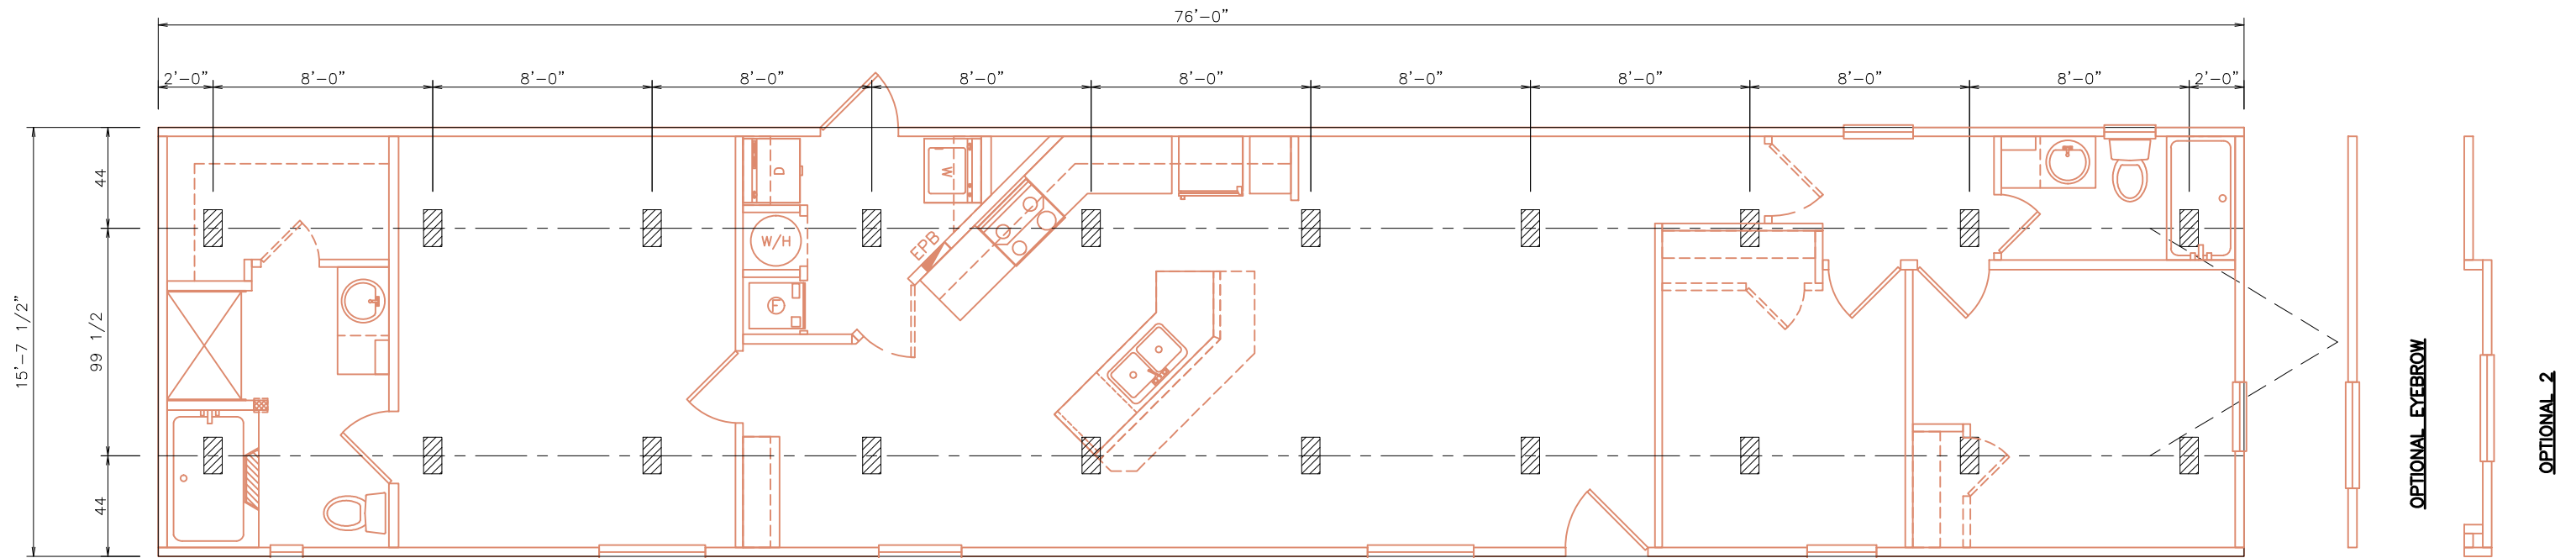 76'-0"
2'-0" 8'-0" 8'-0" 8'-0" 8'-0" 8'-0" 8'-0" 8'-0" 8'-0" 8'-0" 2'-0"
15'-7 1/2"
44
99 1/2
44
D
W
W/H
EPB
F
OPTIONAL EYEBROW
OPTIONAL 2